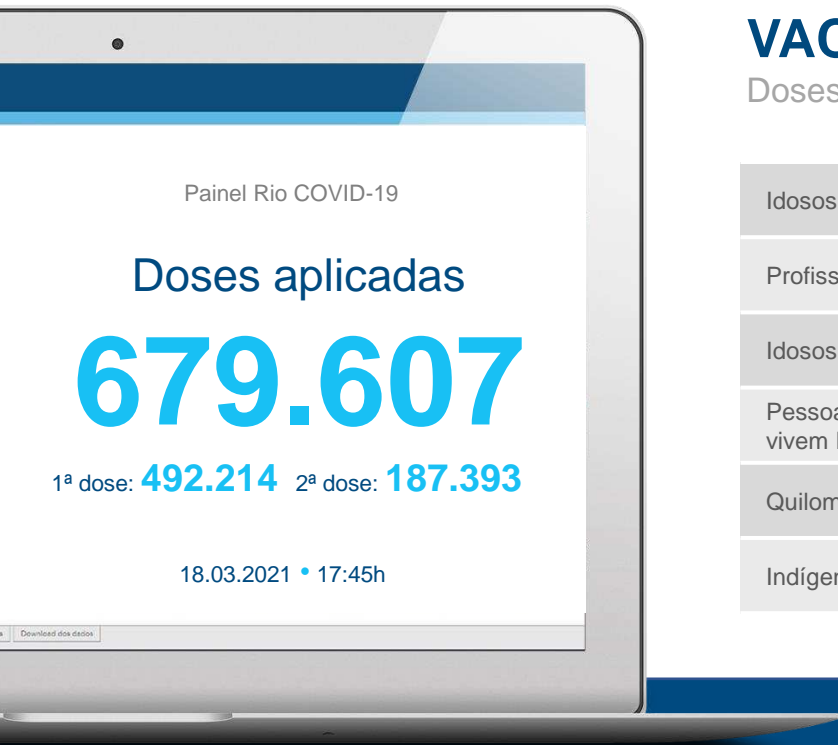 Painel Rio COVID-19
Doses aplicadas
679.607
1ª dose: 492.214 2ª dose: 187.393
18.03.2021 • 17:45h
Download dos dados
VAC
Doses
Idosos
Profiss
Idosos
Pessoa
vivem
Quilom
Indíger